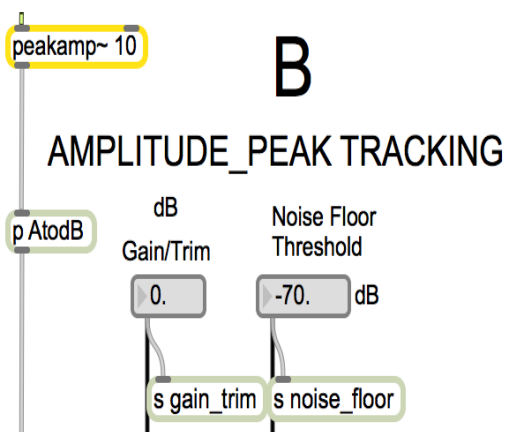 peakamp~ 10
B
AMPLITUDE_PEAK TRACKING
p AtodB
dB
Gain/Trim
Noise Floor
Threshold
0.
-70.
dB
s gain_trim
s noise_floor